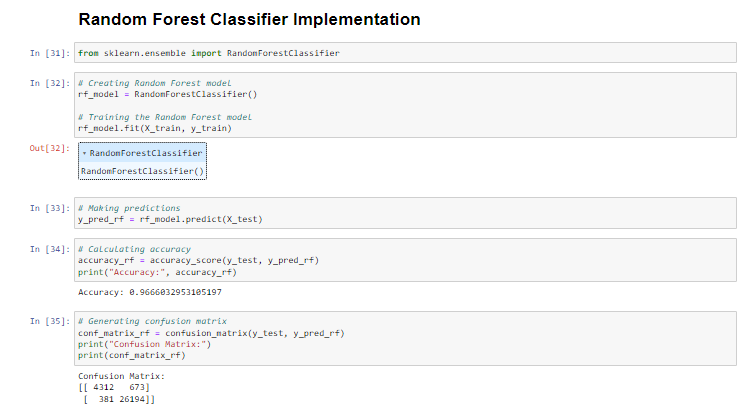 Random Forest Classifier Implementation
In [31]: from sklearn.ensemble import RandomForestClassifier
In [32]: # Creating Random Forest model
rf_model = RandomForestClassifier()
# Training the Random Forest model
rf_model.fit(X_train, y_train)
Out[32]: ▾ RandomForestClassifier
RandomForestClassifier()
In [33]: # Making predictions
y_pred_rf = rf_model.predict(X_test)
In [34]: # Calculating accuracy
accuracy_rf = accuracy_score(y_test, y_pred_rf)
print("Accuracy:", accuracy_rf)
Accuracy: 0.9666032953105197
In [35]: # Generating confusion matrix
conf_matrix_rf = confusion_matrix(y_test, y_pred_rf)
print("Confusion Matrix:")
print(conf_matrix_rf)
Confusion Matrix:
[[ 4312   673]
 [  381 26194]]